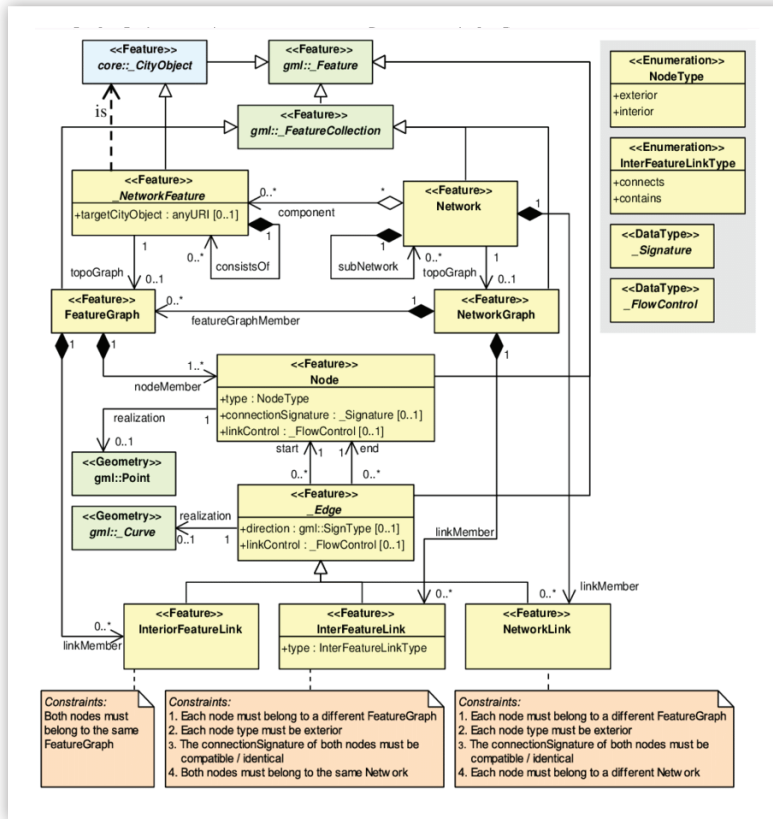 <<Feature>>
core::_CityObject
<<Feature>>
gml::_Feature
<<Enumeration>>
NodeType
+exterior
+interior
is
<<Feature>>
gml::_FeatureCollection
<<Enumeration>>
InterFeatureLinkType
+connects
+contains
<<Feature>>
_NetworkFeature
+targetCityObject : anyURI [0..1]
0..*
component
*
<<Feature>>
Network
1
<<DataType>>
_Signature
1
0..*
consistsOf
1
1
subNetwork
0..*
1
<<DataType>>
_FlowControl
topoGraph
0..1
topoGraph
0..1
<<Feature>>
FeatureGraph
0..*
featureGraphMember
1
<<Feature>>
NetworkGraph
1
1
1
1..*
nodeMember
<<Feature>>
Node
+type : NodeType
+connectionSignature : _Signature [0..1]
+linkControl : _FlowControl [0..1]
realization
1
0..1
<<Geometry>>
gml::Point
start
1
1
end
0..*
0..*
<<Feature>>
_Edge
+direction : gml::SignType [0..1]
+linkControl : _FlowControl [0..1]
<<Geometry>>
gml::_Curve
realization
0..1
1
linkMember
0..*
0..*
linkMember
0..*
linkMember
<<Feature>>
InteriorFeatureLink
<<Feature>>
InterFeatureLink
+type : InterFeatureLinkType
<<Feature>>
NetworkLink
Constraints:
Both nodes must
belong to the same
FeatureGraph
Constraints:
1. Each node must belong to a different FeatureGraph
2. Each node type must be exterior
3. The connectionSignature of both nodes must be
compatible / identical
4. Both nodes must belong to the same Network
Constraints:
1. Each node must belong to a different FeatureGraph
2. Each node type must be exterior
3. The connectionSignature of both nodes must be
compatible / identical
4. Each node must belong to a different Network